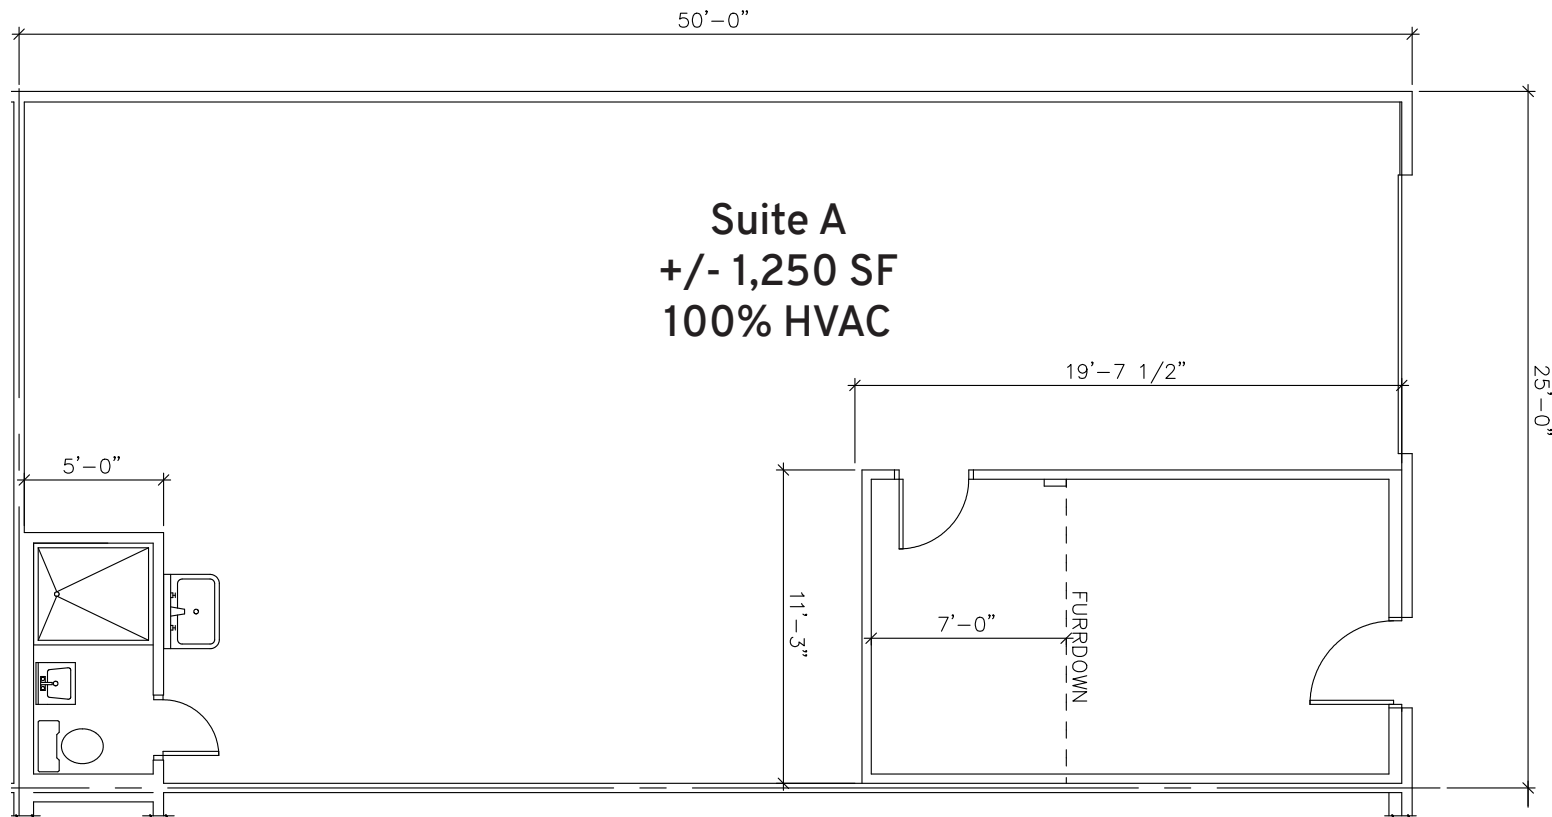 50'-0"
Suite A
+/- 1,250 SF
100% HVAC
19'-7 1/2"
25'-0"
5'-0"
11'-3"
7'-0"
FURRDOWN